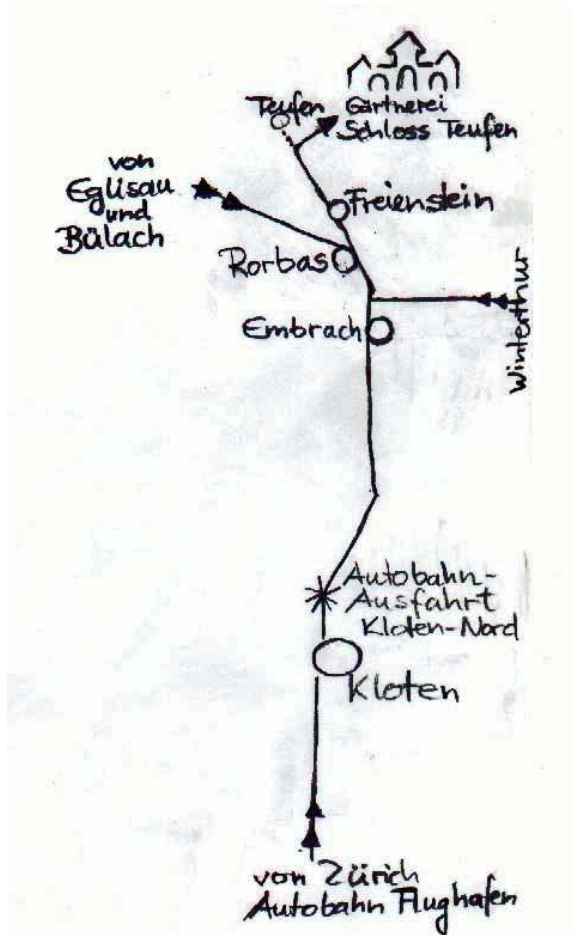 Teufen
Gärtnerei
Schloss Teufen
von
Eglisau
und
Bülach
Freienstein
Rorbas
Winterthur
Embrach
Autobahn-
Ausfahrt
Kloten-Nord
Kloten
von Zürich
Autobahn Flughafen